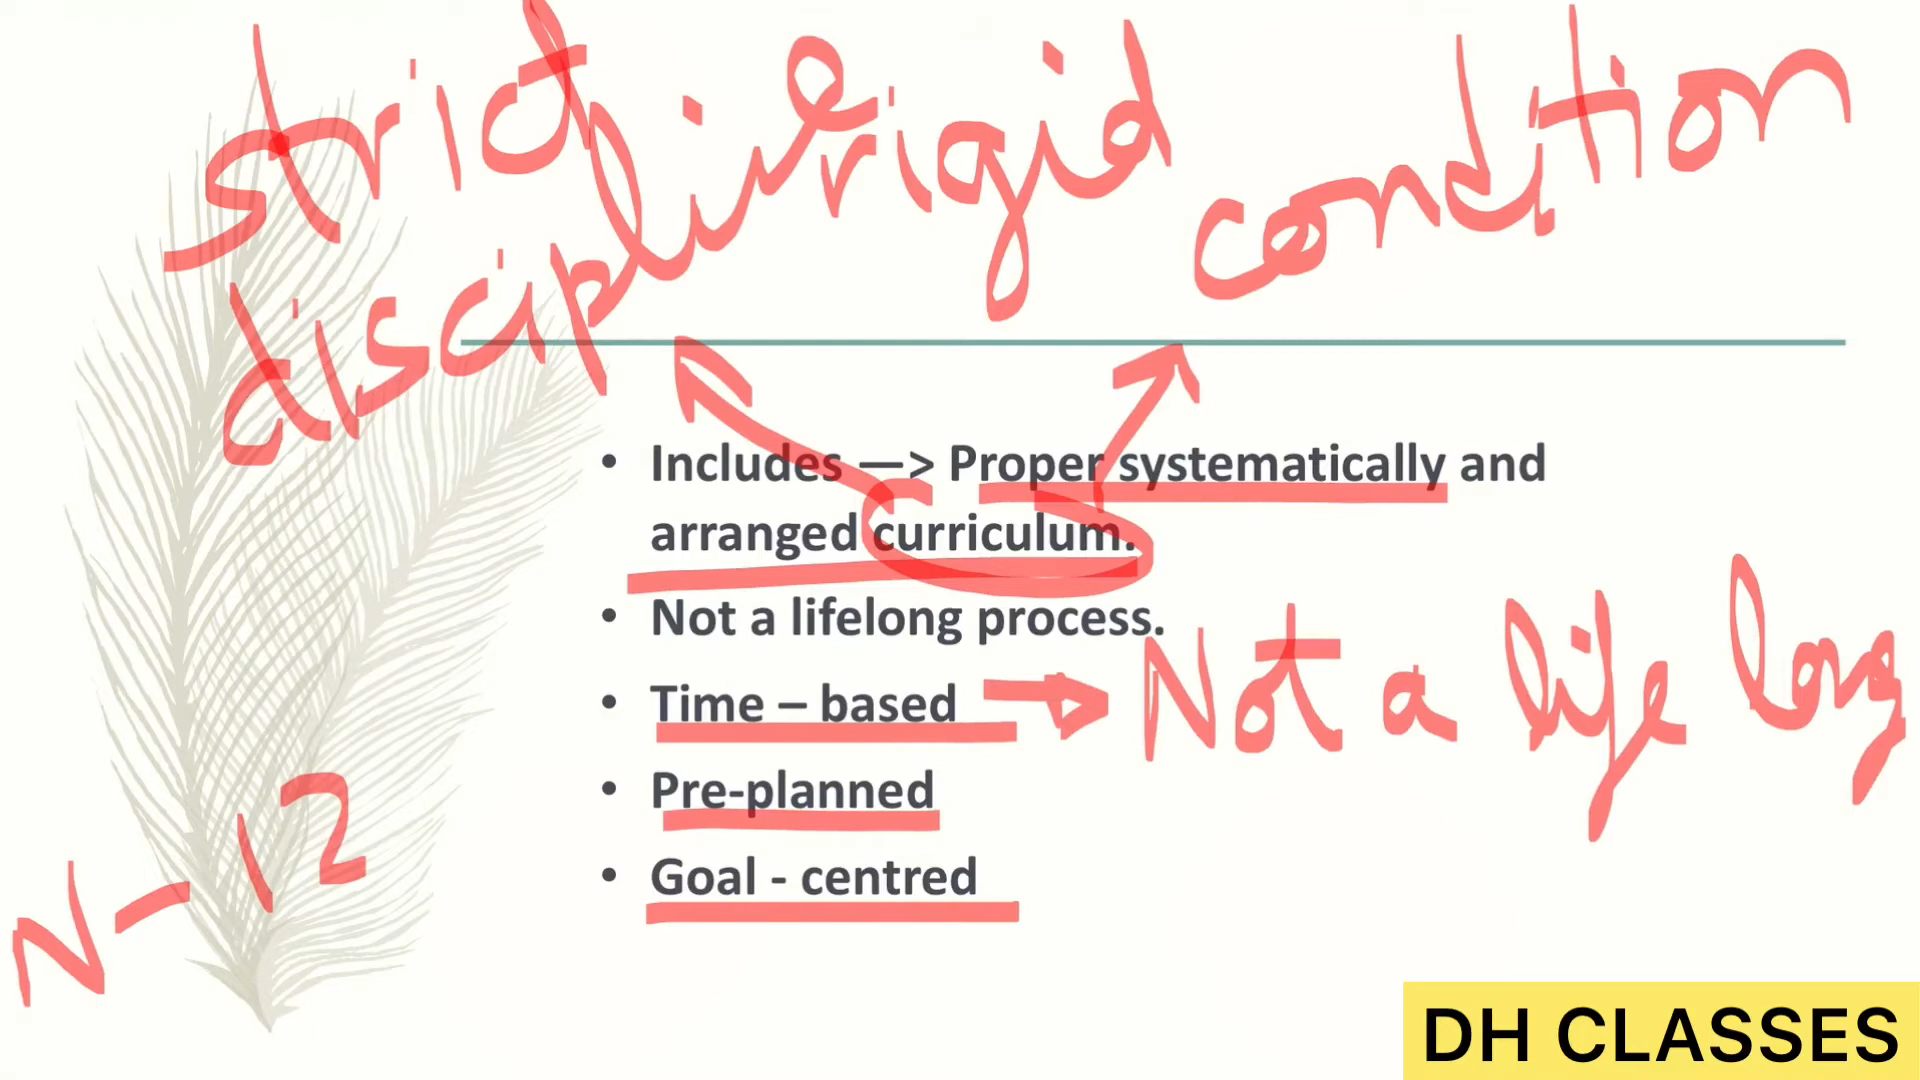 strict
discipline rigid condition
• Includes —> Proper systematically and
arranged curriculum.
• Not a lifelong process.
• Time – based → Not a life long
• Pre-planned
• Goal - centred
N - 12
DH CLASSES